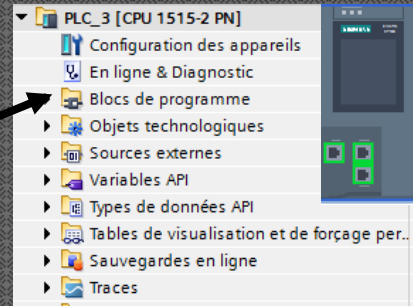 PLC_3 [CPU 1515-2 PN]
Configuration des appareils
En ligne & Diagnostic
Blocs de programme
Objets technologiques
Sources externes
Variables API
Types de données API
Tables de visualisation et de forçage per..
Sauvegardes en ligne
Traces
SIEMENS